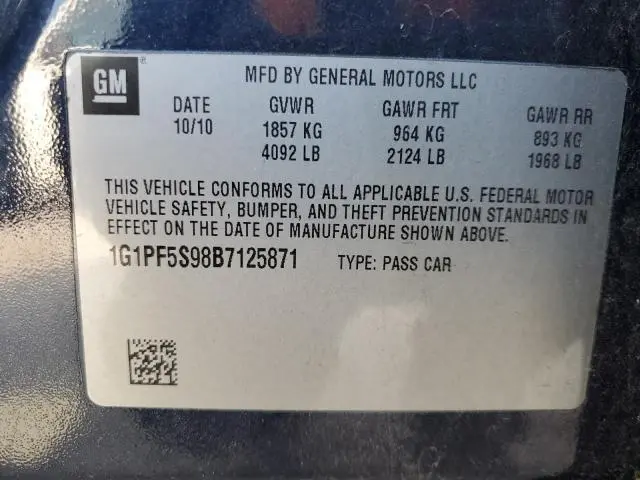 GM ®
MFD BY GENERAL MOTORS LLC
DATE GVWR GAWR FRT GAWR RR
10/10 1857 KG 964 KG 893 KG
4092 LB 2124 LB 1968 LB
THIS VEHICLE CONFORMS TO ALL APPLICABLE U.S. FEDERAL MOTOR
VEHICLE SAFETY, BUMPER, AND THEFT PREVENTION STANDARDS IN
EFFECT ON THE DATE OF MANUFACTURE SHOWN ABOVE.
1G1PF5S98B7125871 TYPE: PASS CAR